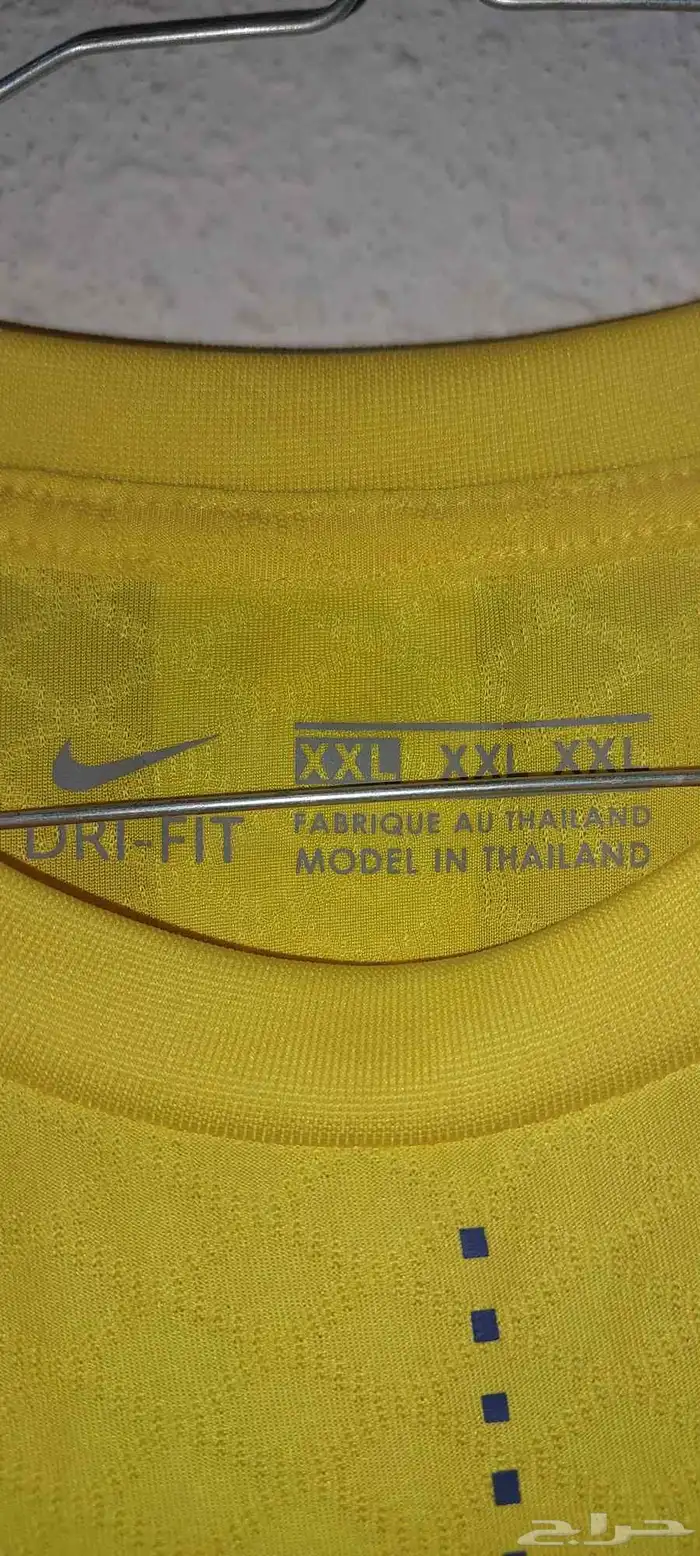 XXL XXL XXL
DRI-FIT
FABRIQUE AU THAILAND
MODEL IN THAILAND
حراج